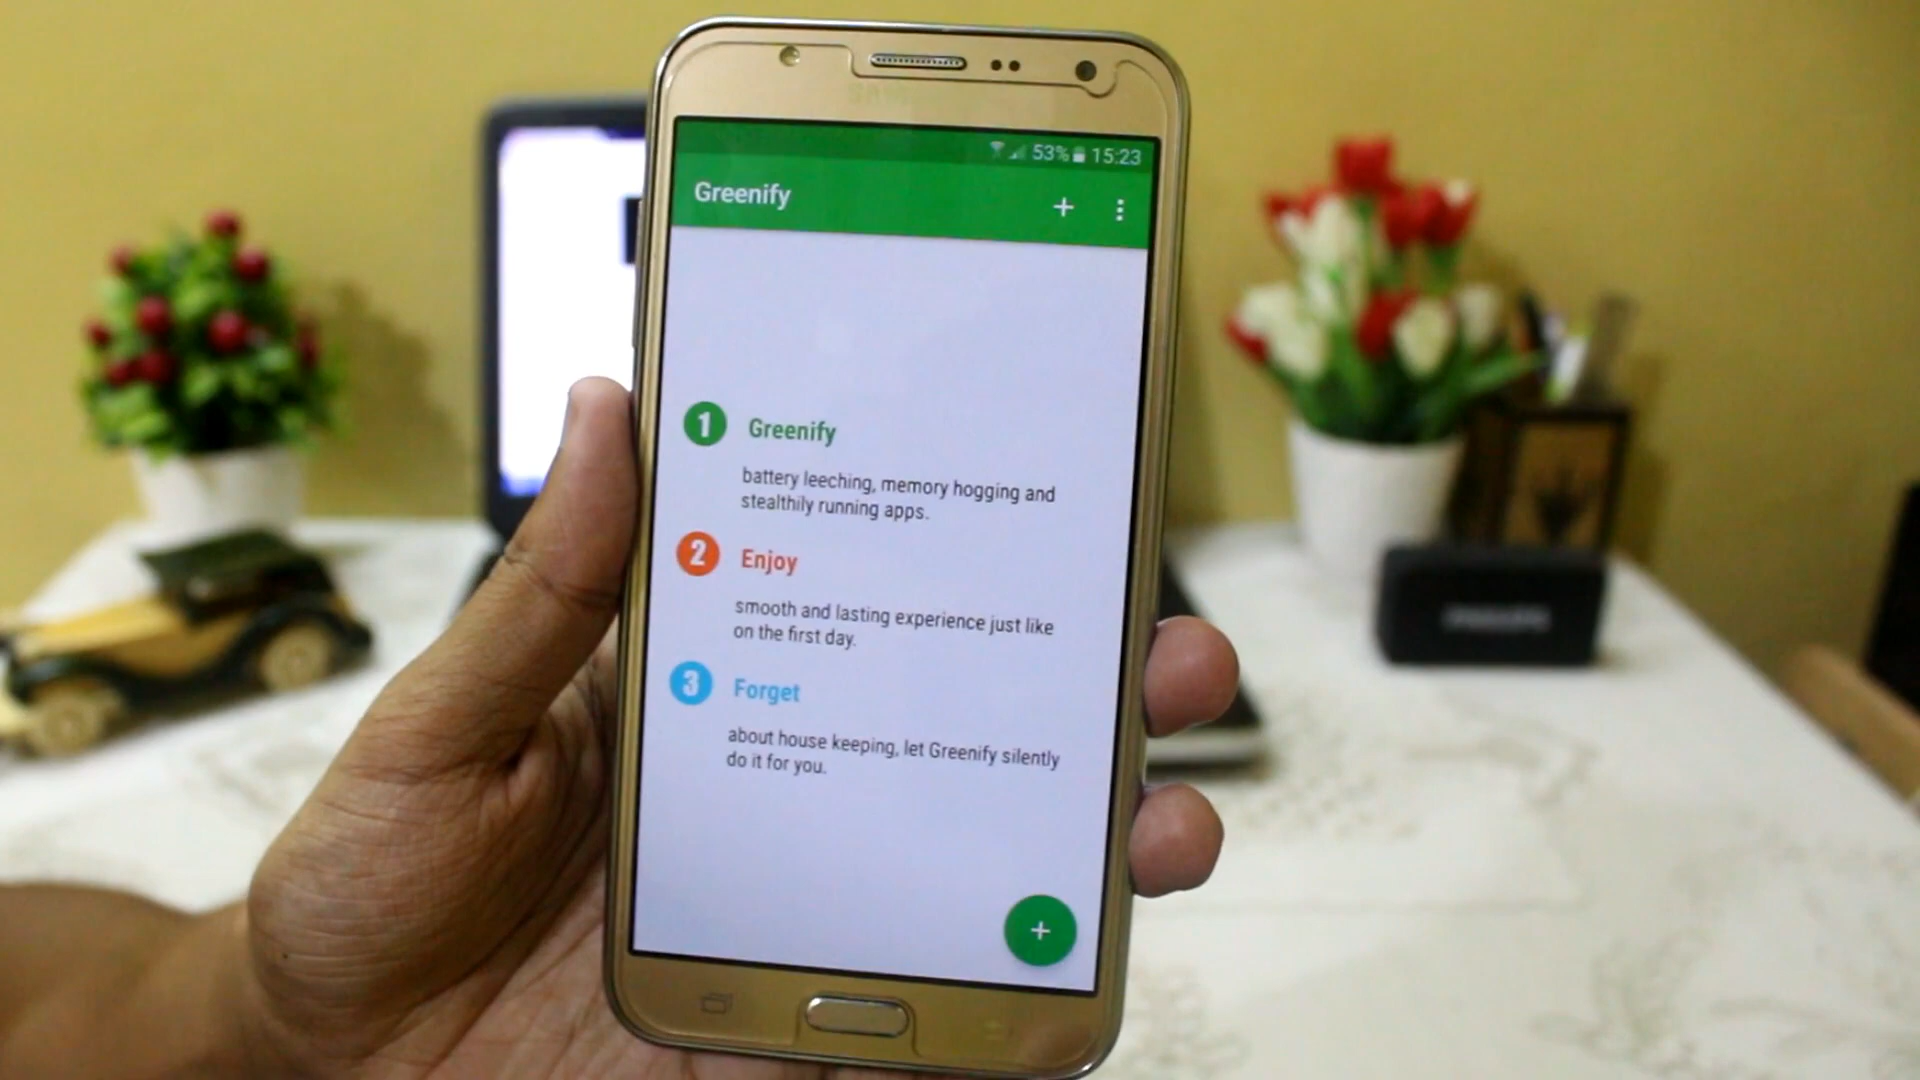 SAMSUNG
53% 15:23
Greenify
1 Greenify
battery leeching, memory hogging and
stealthily running apps.
2 Enjoy
smooth and lasting experience just like
on the first day.
3 Forget
about house keeping, let Greenify silently
do it for you.
PHILIPS